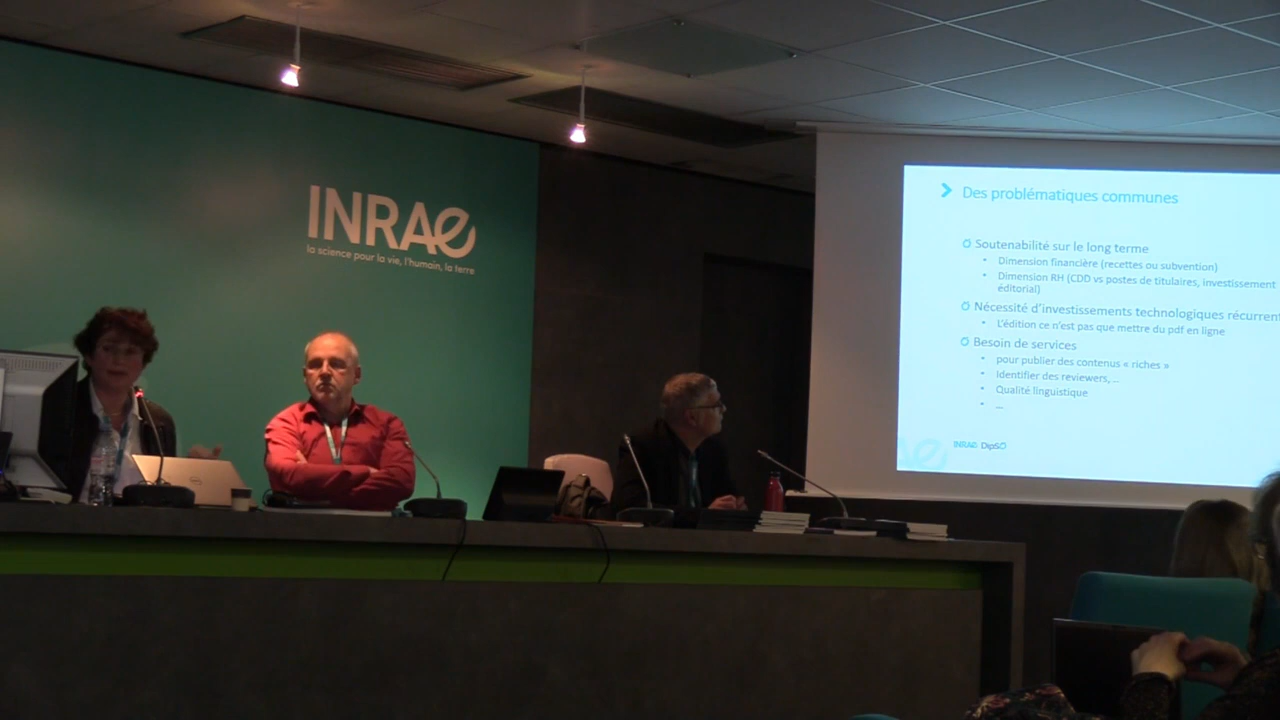 INRAE
la science pour la vie, l'humain, la terre
Des problématiques communes
Soutenabilité sur le long terme
• Dimension financière (recettes ou subvention)
• Dimension RH (CDD vs postes de titulaires, investissement
éditorial)
Nécessité d'investissements technologiques récurrent
• L'édition ce n'est pas que mettre du pdf en ligne
Besoin de services
• pour publier des contenus « riches »
• Identifier des reviewers, …
• Qualité linguistique
• …
INRAE DipSO